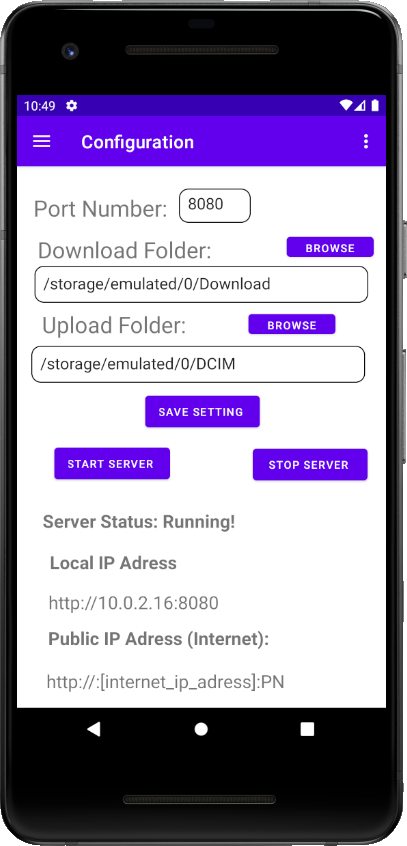 10:49
Configuration
Port Number: 8080
Download Folder: BROWSE
/storage/emulated/0/Download
Upload Folder: BROWSE
/storage/emulated/0/DCIM
SAVE SETTING
START SERVER STOP SERVER
Server Status: Running!
Local IP Adress
http://10.0.2.16:8080
Public IP Adress (Internet):
http://:[internet_ip_adress]:PN